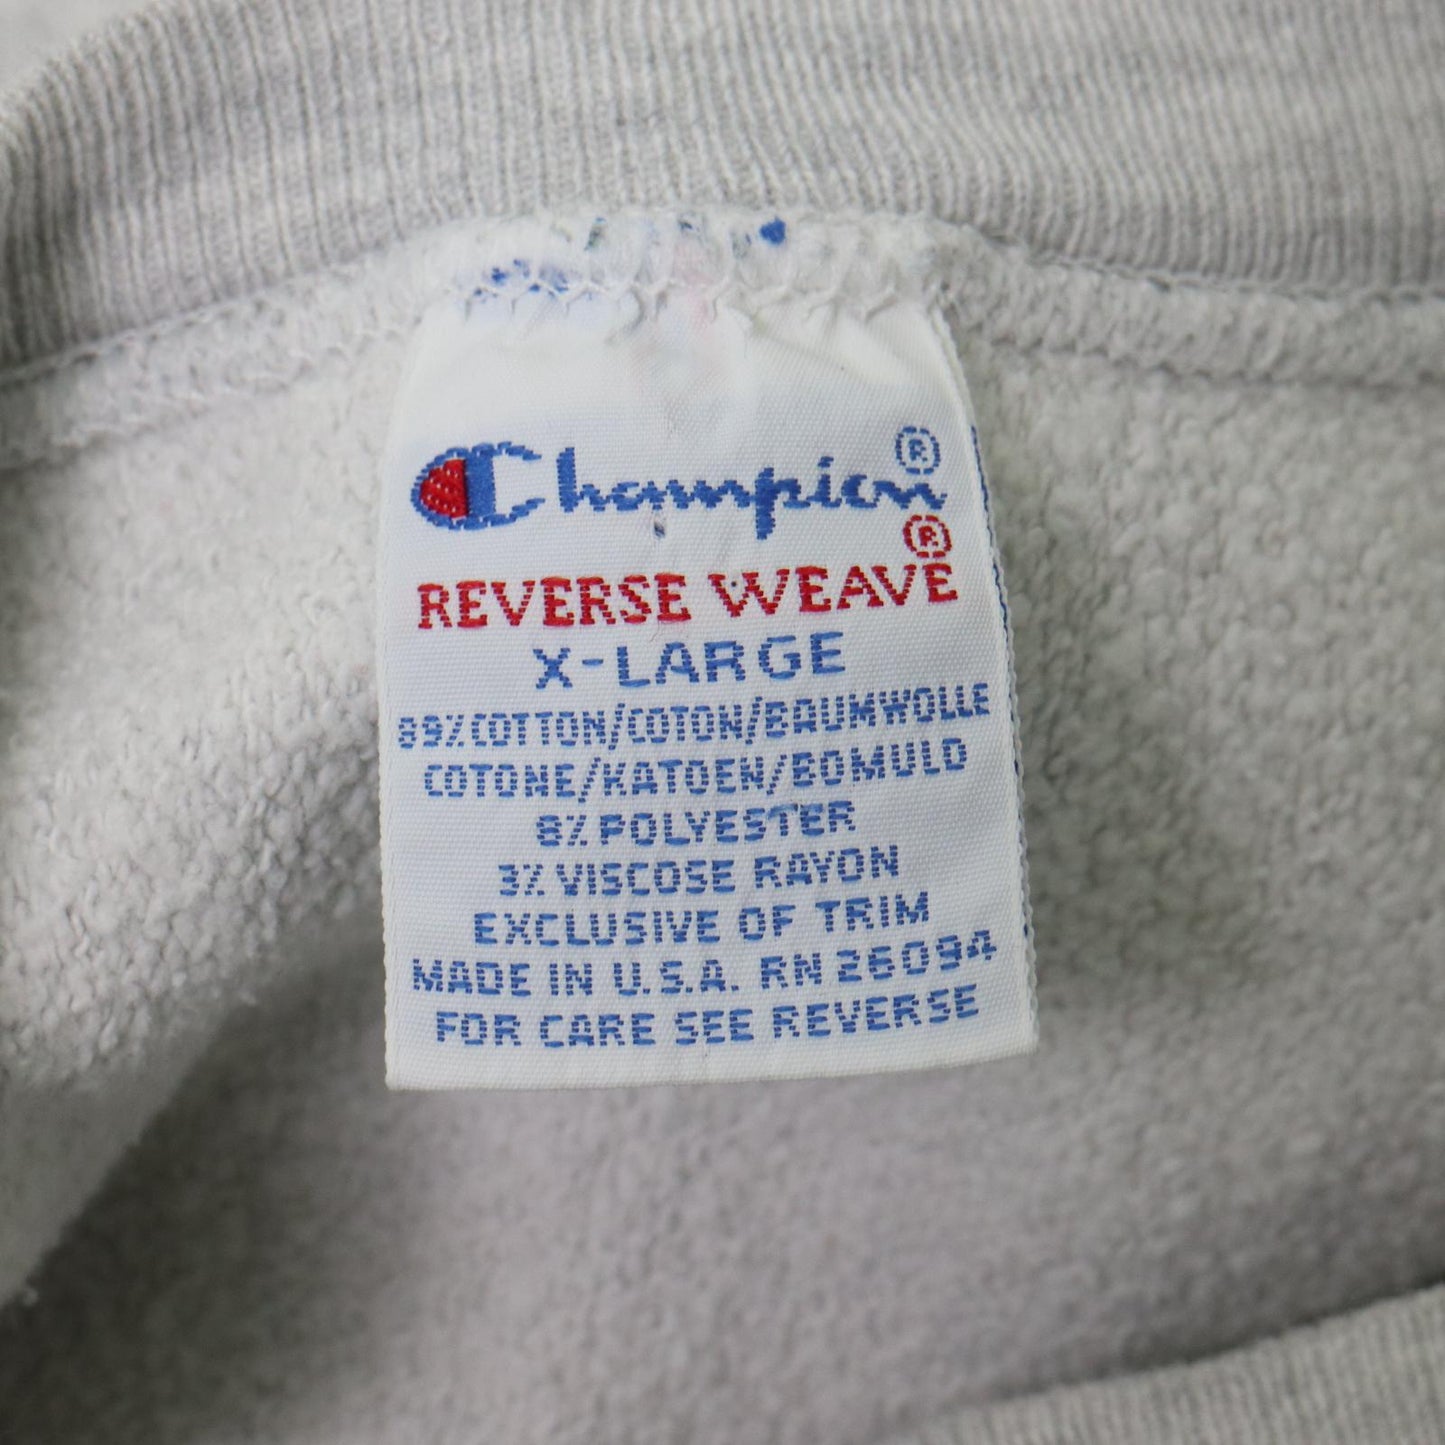 Champion®
REVERSE WEAVE®
X-LARGE
89% COTTON/COTON/BAUMWOLLE
COTONE/KATOEN/BOMULD
8% POLYESTER
3% VISCOSE RAYON
EXCLUSIVE OF TRIM
MADE IN U.S.A. RN 26094
FOR CARE SEE REVERSE